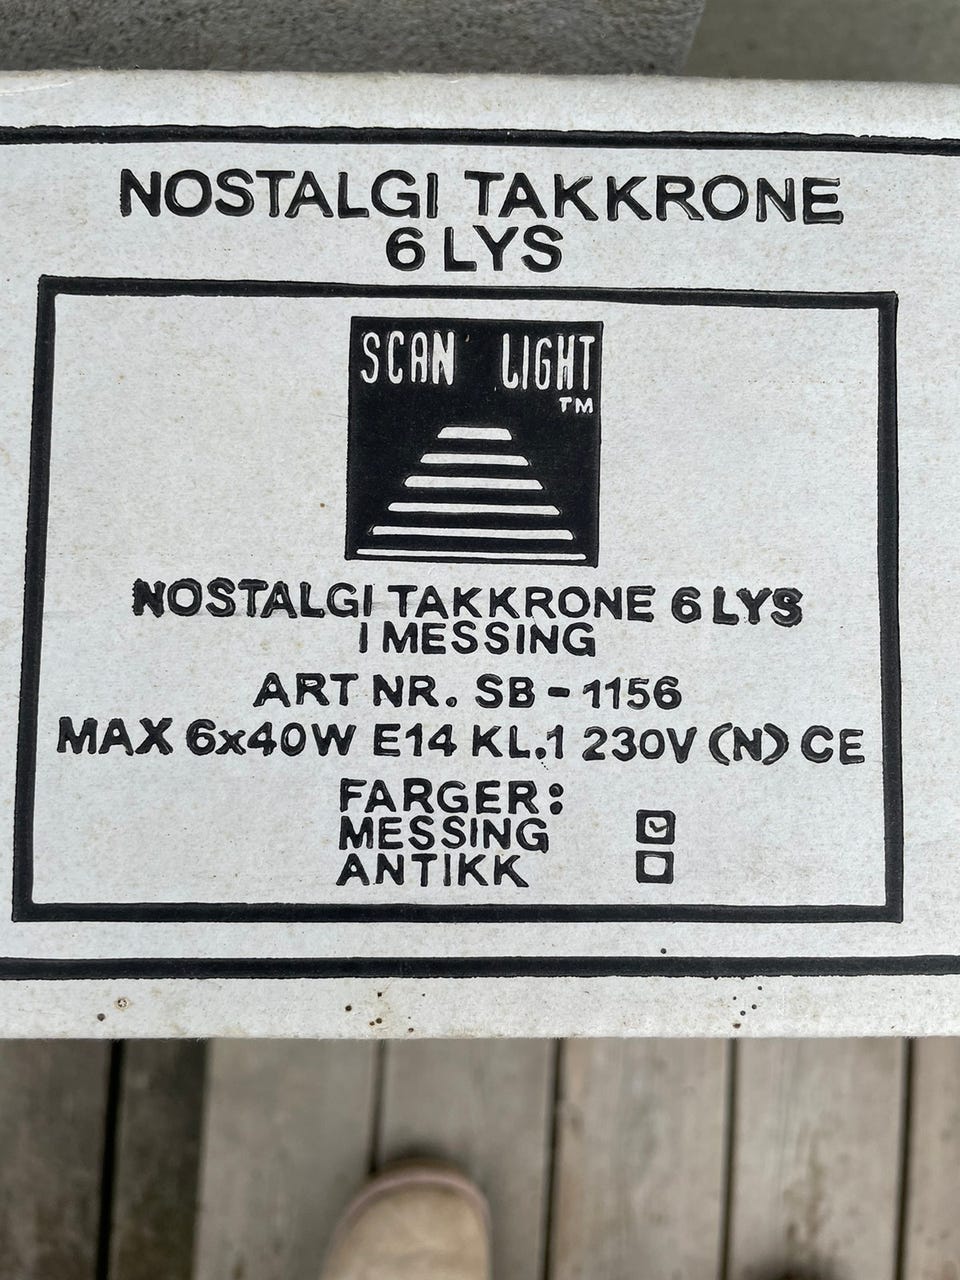 NOSTALGI TAKKRONE
6 LYS
SCAN LIGHT
TM
NOSTALGI TAKKRONE 6 LYS
I MESSING
ART NR. SB-1156
MAX 6x40W E14 KL.1 230V (N) CE
FARGER:
MESSING
ANTIKK